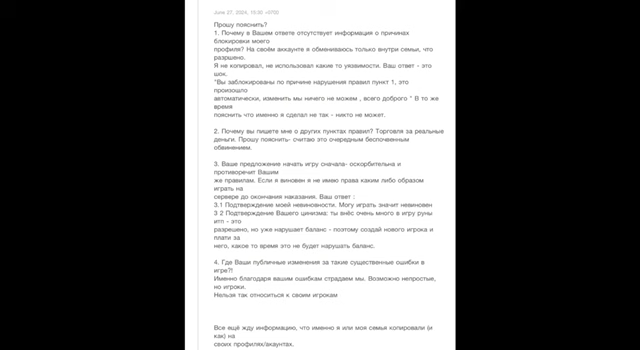 June 27, 2024, 15:40 +0700
Прошу пояснить?
1. Почему в Вашем ответе отсутствует информация о причинах
блокировки моего
профиля? На своём аккаунте я обмениваюсь только внутри семьи, что
разршено.
Я не копировал, не использовал какие то уязвимости. Ваш ответ - это
шок.
"Вы заблокированы по причине нарушения правил пункт 1, это
произошло
автоматически, изменить мы ничего не можем , всего доброго " В то же
время
пояснить что именно я сделал не так - никто не может.
2. Почему вы пишете мне о других пунктах правил? Торговля за реальные
деньги. Прошу пояснить- считаю это очередным беспочвенным
обвинением.
3. Ваше предложение начать игру сначала- оскорбительна и
противоречит Вашим
же правилам. Если я виновен я не имею права каким либо образом
играть на
сервере до окончания наказания. Ваш ответ :
3.1 Подтверждение моей невиновности. Могу играть значит невиновен
3 2 Подтверждение Вашего цинизма: ты внёс очень много в игру руны
итп - это
разрешено, но уже нарушает баланс - поэтому создай нового игрока и
плати за
него, какое то время это не будет нарушать баланс.
4. Где Ваши публичные изменения за такие существенные ошибки в
игре?!
Именно благодаря вашим ошибкам страдаем мы. Возможно непростые,
но игроки.
Нельзя так относиться к своим игрокам
Все ещё жду информацию, что именно я или моя семья копировали (и
как) на
своих профилях/акаунтах.